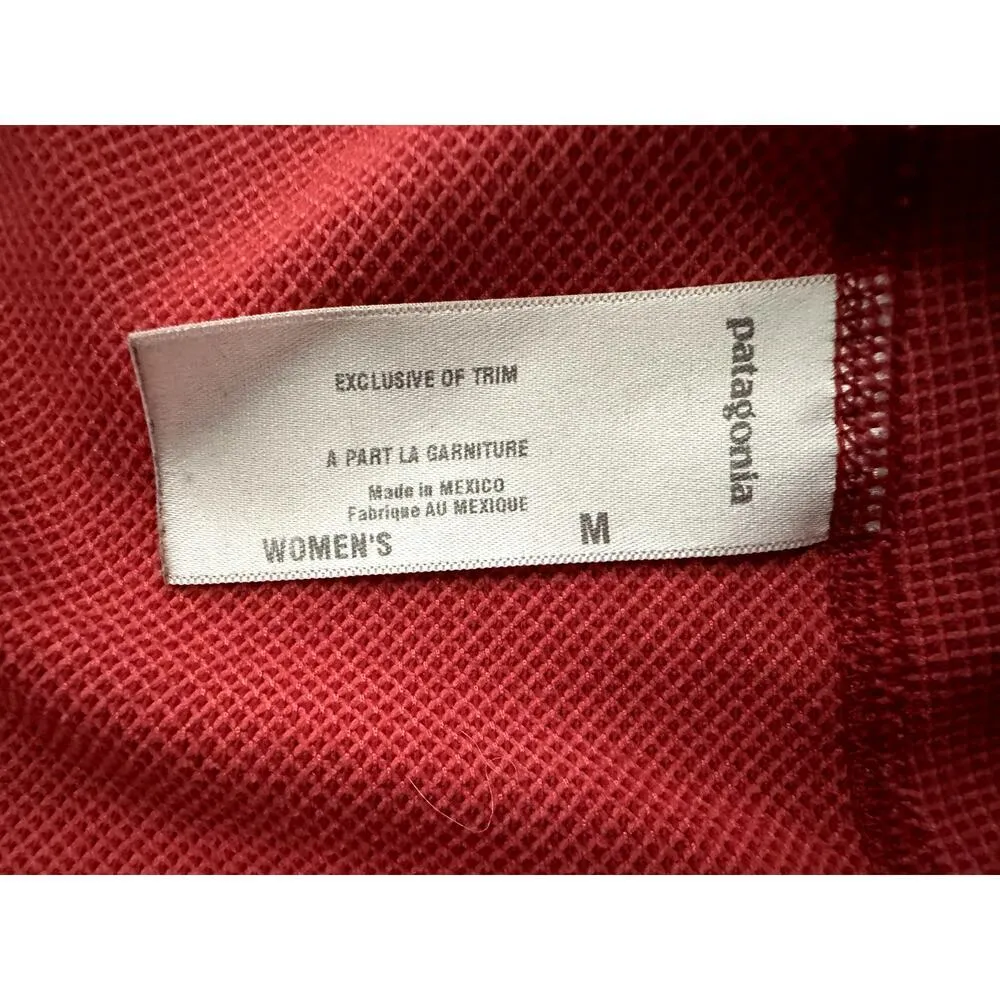 EXCLUSIVE OF TRIM
A PART LA GARNITURE
Made in MEXICO
Fabrique AU MEXIQUE
WOMEN'S M
patagonia